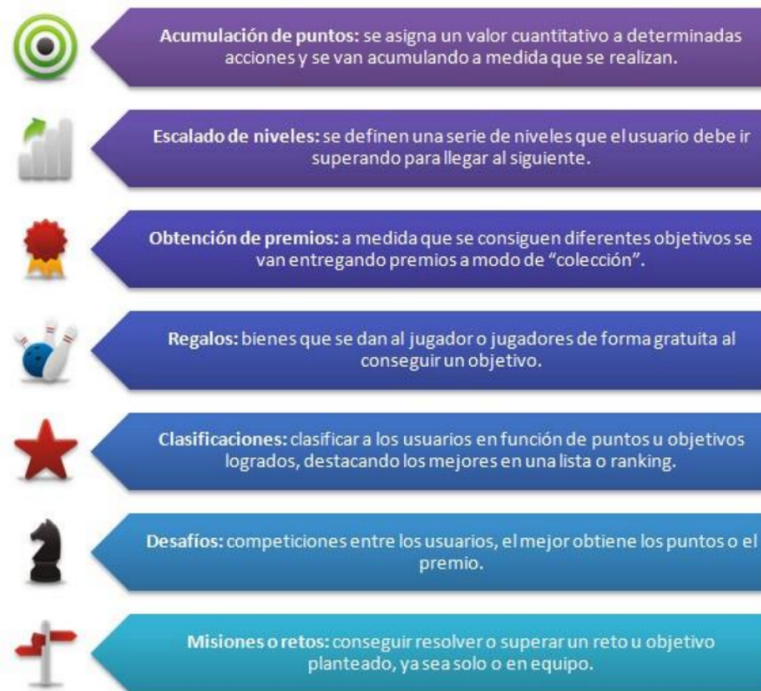 Acumulación de puntos: se asigna un valor cuantitativo a determinadas
acciones y se van acumulando a medida que se realizan.
Escalado de niveles: se definen una serie de niveles que el usuario debe ir
superando para llegar al siguiente.
Obtención de premios: a medida que se consiguen diferentes objetivos se
van entregando premios a modo de “colección”.
Regalos: bienes que se dan al jugador o jugadores de forma gratuita al
conseguir un objetivo.
Clasificaciones: clasificar a los usuarios en función de puntos u objetivos
logrados, destacando los mejores en una lista o ranking.
Desafíos: competiciones entre los usuarios, el mejor obtiene los puntos o el
premio.
Misiones o retos: conseguir resolver o superar un reto u objetivo
planteado, ya sea solo o en equipo.